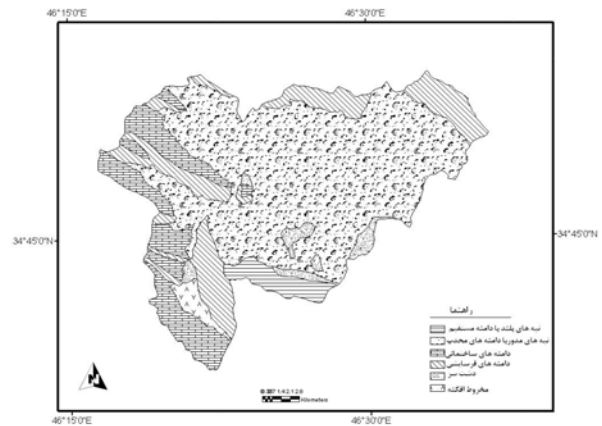 46°15'0"E 46°30'0"E
34°45'0"N 34°45'0"N
راهنما
تپه های بلند با دامنه مستقیم
تپه های مدور با دامنه های محدب
دامنه های ساختمانی
دامنه های فرسایشی
دشت سر
مخروط افکنه
Kilometers
46°15'0"E 46°30'0"E